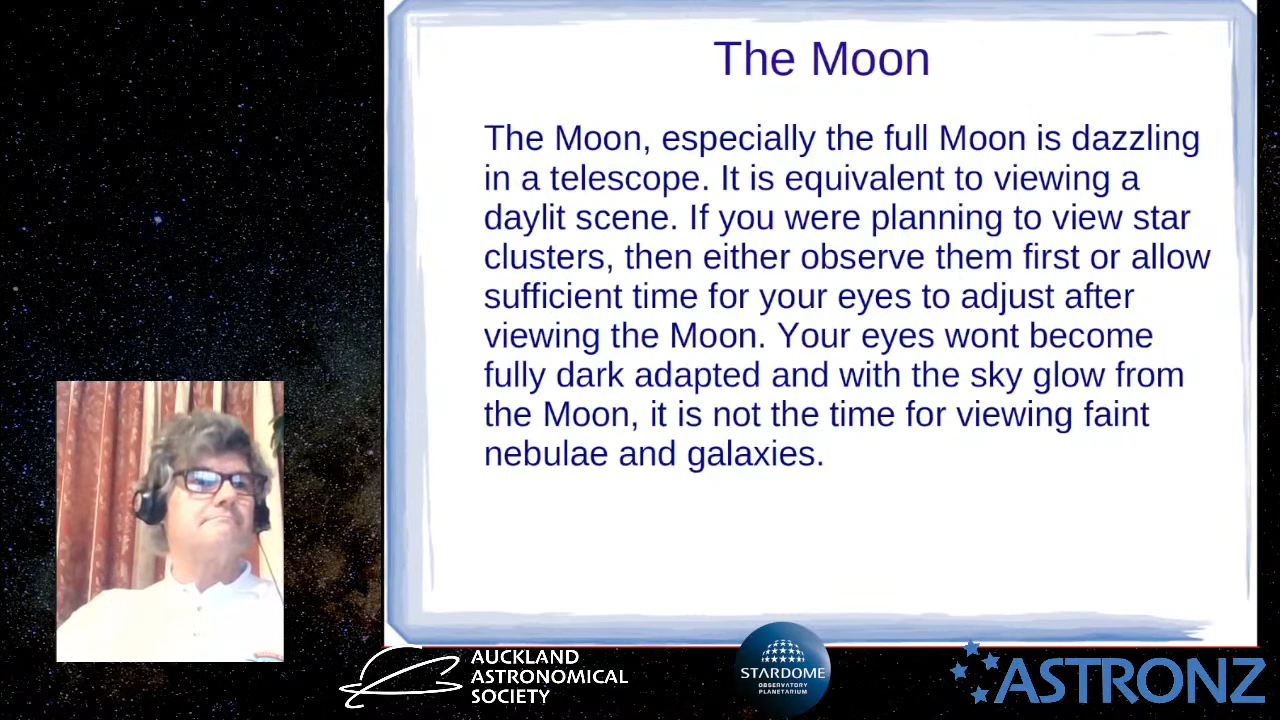 The Moon
The Moon, especially the full Moon is dazzling
in a telescope. It is equivalent to viewing a
daylit scene. If you were planning to view star
clusters, then either observe them first or allow
sufficient time for your eyes to adjust after
viewing the Moon. Your eyes wont become
fully dark adapted and with the sky glow from
the Moon, it is not the time for viewing faint
nebulae and galaxies.
AUCKLAND
ASTRONOMICAL
SOCIETY
STARDOME
OBSERVATORY
PLANETARIUM
ASTRONZ